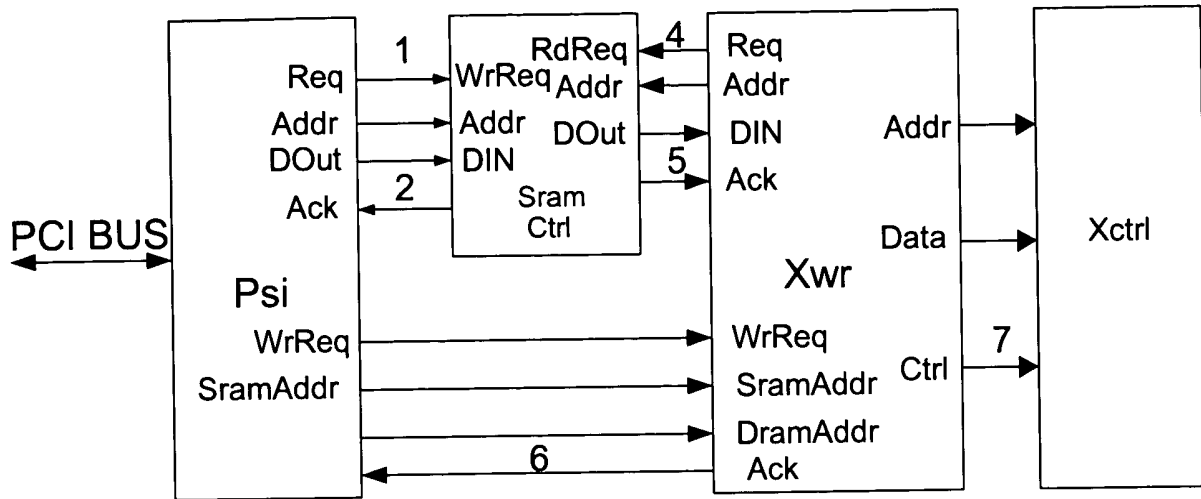 PCI BUS
Psi
Req
Addr
DOut
Ack
WrReq
SramAddr
1
2
WrReq
Addr
DIN
RdReq
Addr
DOut
Sram
Ctrl
4
5
6
Req
Addr
DIN
Ack
Xwr
WrReq
SramAddr
DramAddr
Ack
Addr
Data
Ctrl
7
Xctrl